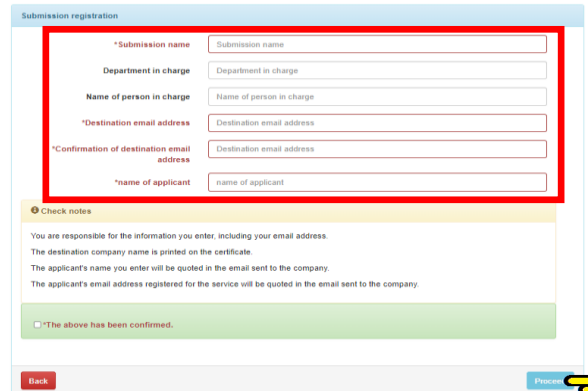 Submission registration
*Submission name Submission name
Department in charge Department in charge
Name of person in charge Name of person in charge
*Destination email address Destination email address
*Confirmation of destination email Destination email address
address
*name of applicant name of applicant
Check notes
You are responsible for the information you enter, including your email address.
The destination company name is printed on the certificate.
The applicant's name you enter will be quoted in the email sent to the company.
The applicant's email address registered for the service will be quoted in the email sent to the company.
*The above has been confirmed.
Back Proceed